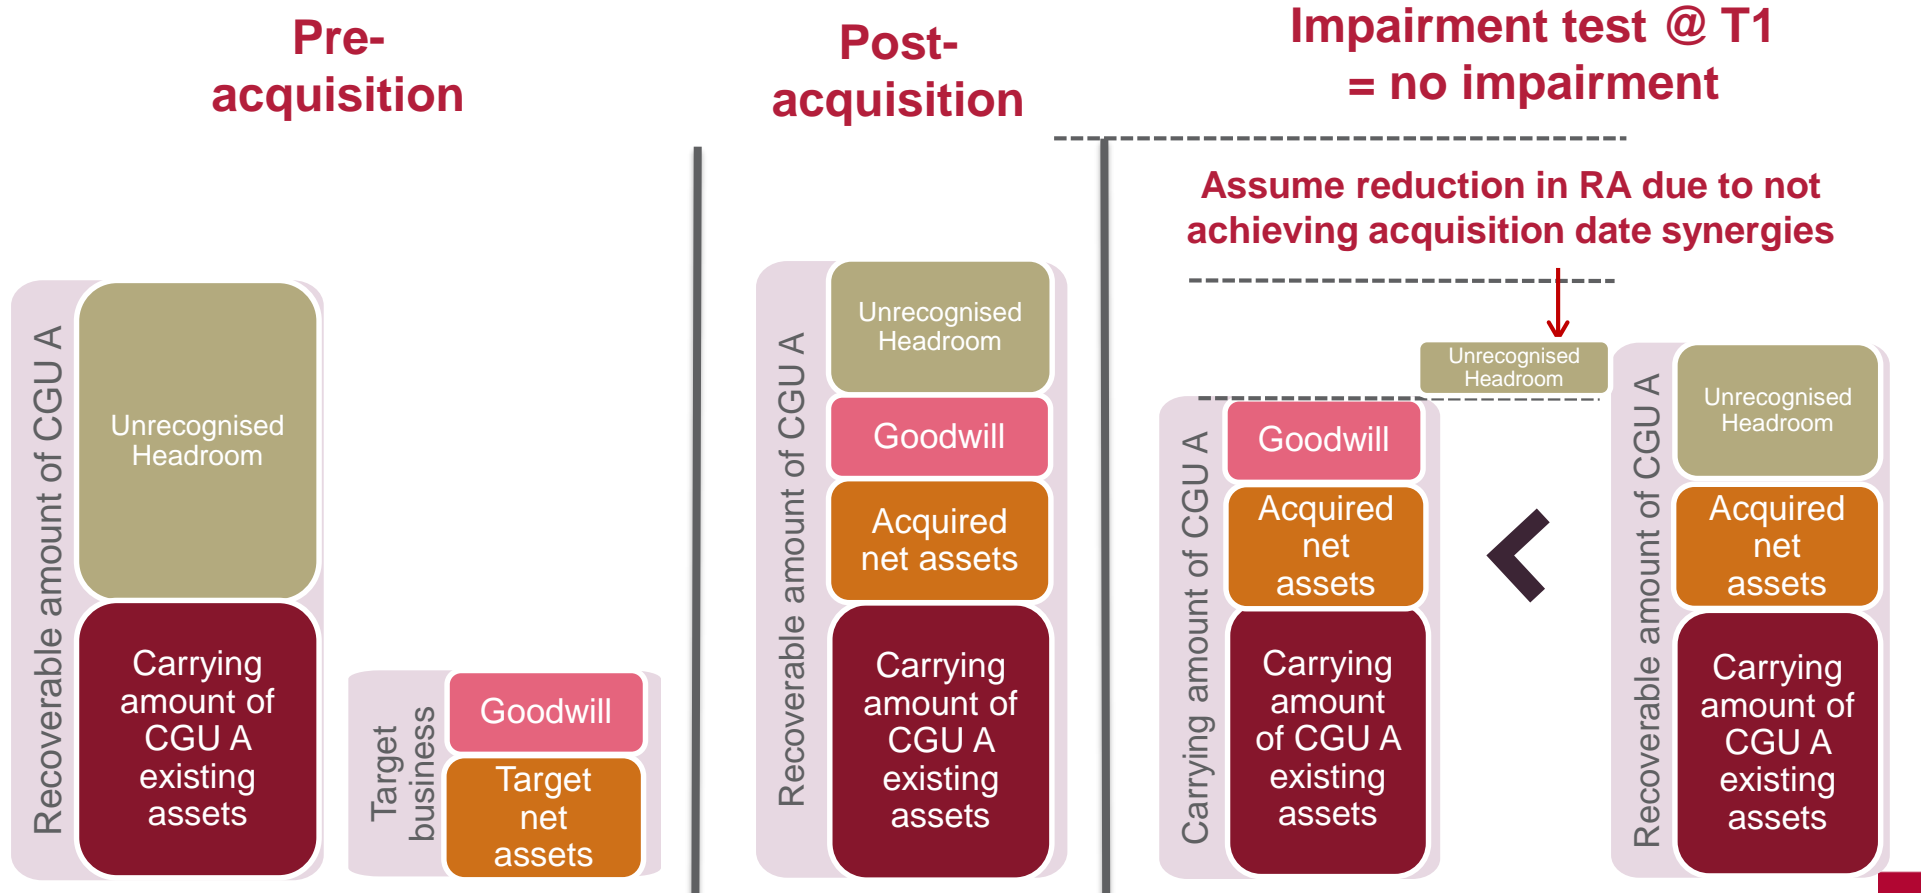 Pre-
acquisition
Recoverable amount of CGU A
Unrecognised
Headroom
Carrying
amount of
CGU A
existing
assets
Target
business
Goodwill
Target
net
assets
Post-
acquisition
Recoverable amount of CGU A
Unrecognised
Headroom
Goodwill
Acquired
net assets
Carrying
amount of
CGU A
existing
assets
Impairment test @ T1
= no impairment
Assume reduction in RA due to not
achieving acquisition date synergies
Carrying amount of CGU A
Goodwill
Acquired
net
assets
Carrying
amount
of CGU A
existing
assets
Unrecognised
Headroom
<
Recoverable amount of CGU A
Unrecognised
Headroom
Acquired
net
assets
Carrying
amount of
CGU A
existing
assets